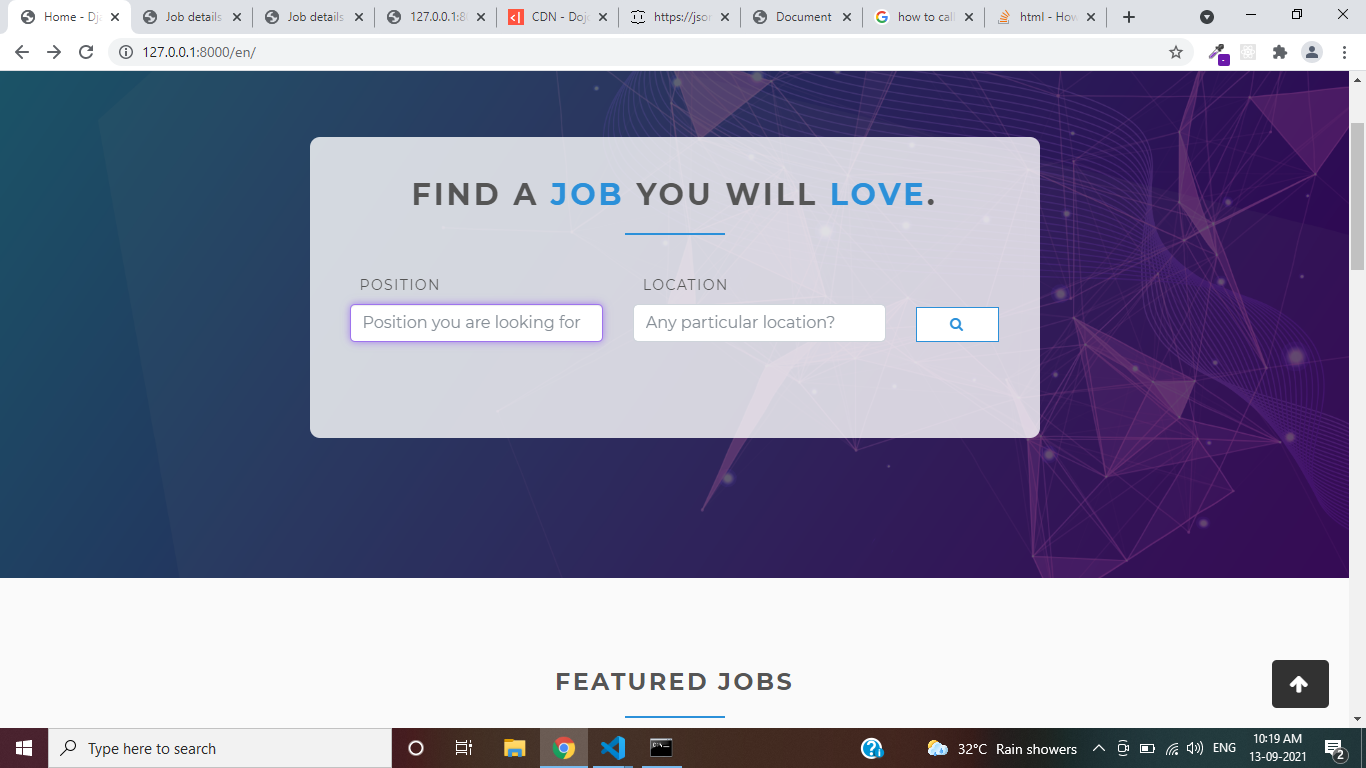 Home - Dj
Job details
Job details
127.0.0.1:8
CDN - Doj
https://jsor
Document
how to call
html - How
127.0.0.1:8000/en/
FIND A JOB YOU WILL LOVE.
POSITION
LOCATION
Position you are looking for
Any particular location?
FEATURED JOBS
Type here to search
32°C Rain showers
ENG
10:19 AM
13-09-2021
2